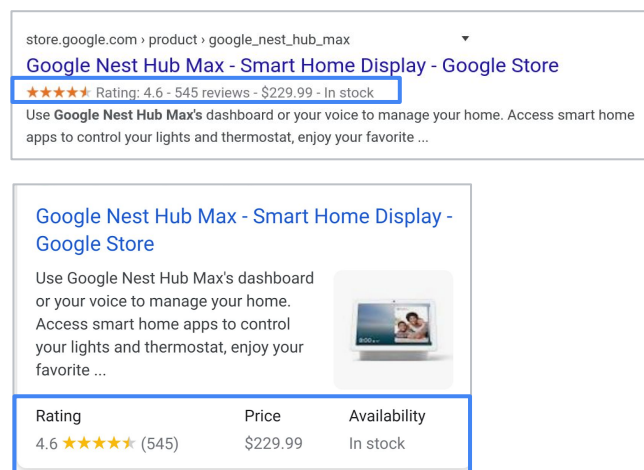 store.google.com › product › google_nest_hub_max
Google Nest Hub Max - Smart Home Display - Google Store
Rating: 4.6 - 545 reviews - $229.99 - In stock
Use Google Nest Hub Max's dashboard or your voice to manage your home. Access smart home
apps to control your lights and thermostat, enjoy your favorite ...
Google Nest Hub Max - Smart Home Display -
Google Store
Use Google Nest Hub Max's dashboard
or your voice to manage your home.
Access smart home apps to control
your lights and thermostat, enjoy your
favorite ...
9:00
Rating Price Availability
4.6 ★★★★★ (545) $229.99 In stock